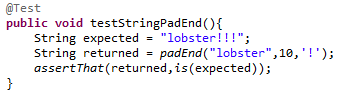 @Test
public void testStringPadEnd(){
String expected = "lobster!!!";
String returned = padEnd("lobster",10,'!');
assertThat(returned,is(expected));
}